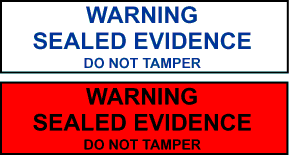 WARNING
SEALED EVIDENCE
DO NOT TAMPER
WARNING
SEALED EVIDENCE
DO NOT TAMPER